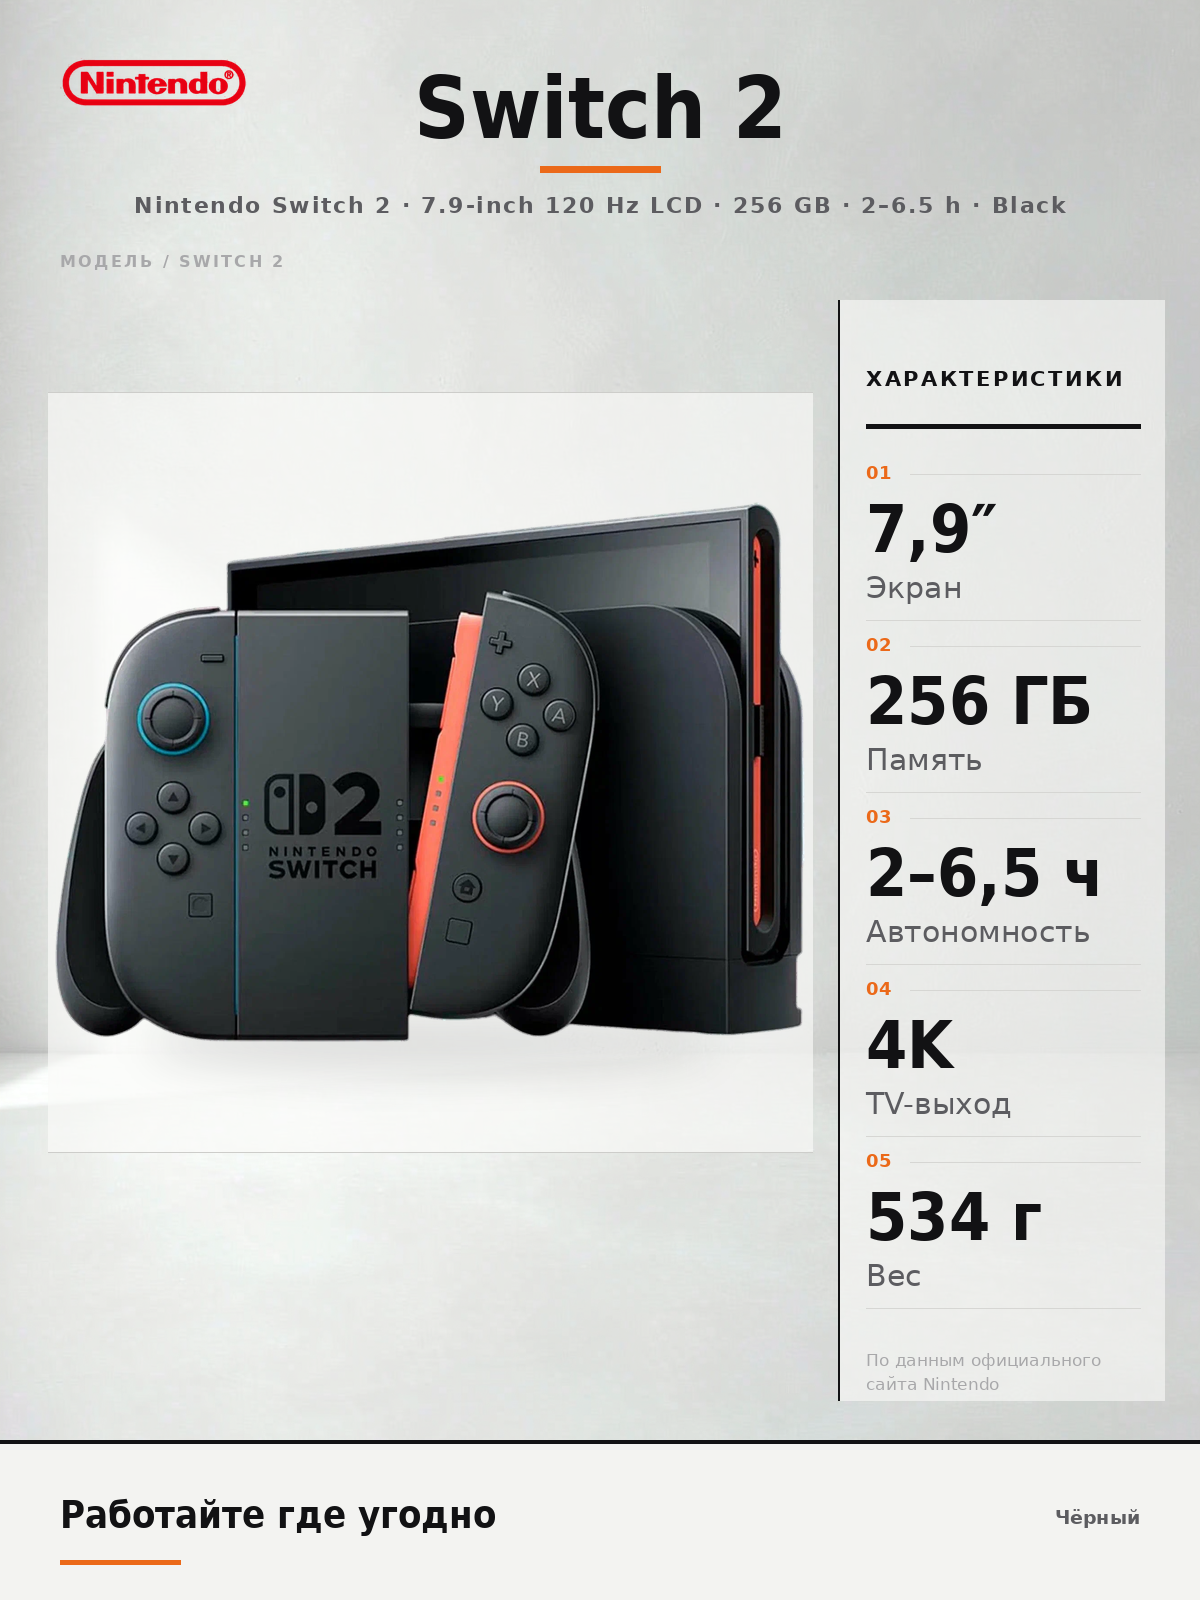 Nintendo®
Switch 2
Nintendo Switch 2 · 7.9-inch 120 Hz LCD · 256 GB · 2–6.5 h · Black
МОДЕЛЬ / SWITCH 2
ХАРАКТЕРИСТИКИ
01
7,9″
Экран
02
256 ГБ
Память
03
2–6,5 ч
Автономность
04
4K
TV-выход
05
534 г
Вес
По данным официального
сайта Nintendo
X
Y
A
B
2
NINTENDO
SWITCH
Работайте где угодно
Чёрный